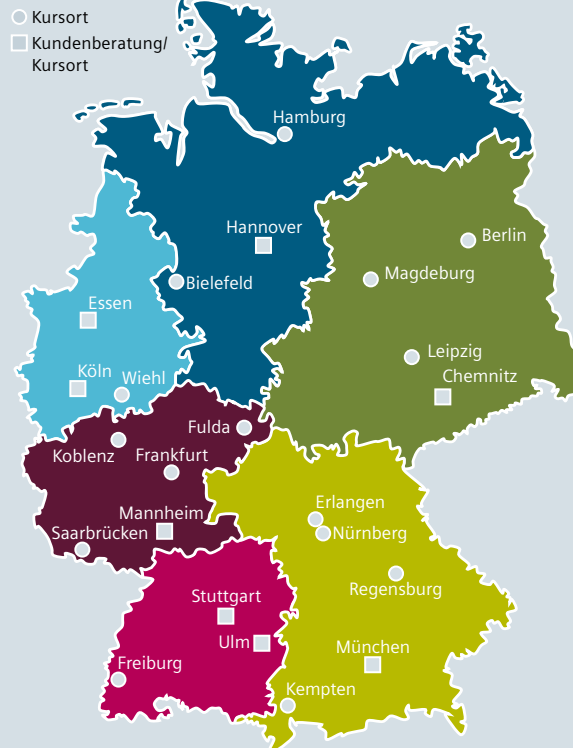 Kursort
Kundenberatung/
Kursort
Hamburg
Hannover
Berlin
Bielefeld
Magdeburg
Essen
Leipzig
Köln
Wiehl
Chemnitz
Fulda
Koblenz
Frankfurt
Mannheim
Erlangen
Saarbrücken
Nürnberg
Regensburg
Stuttgart
Ulm
München
Freiburg
Kempten